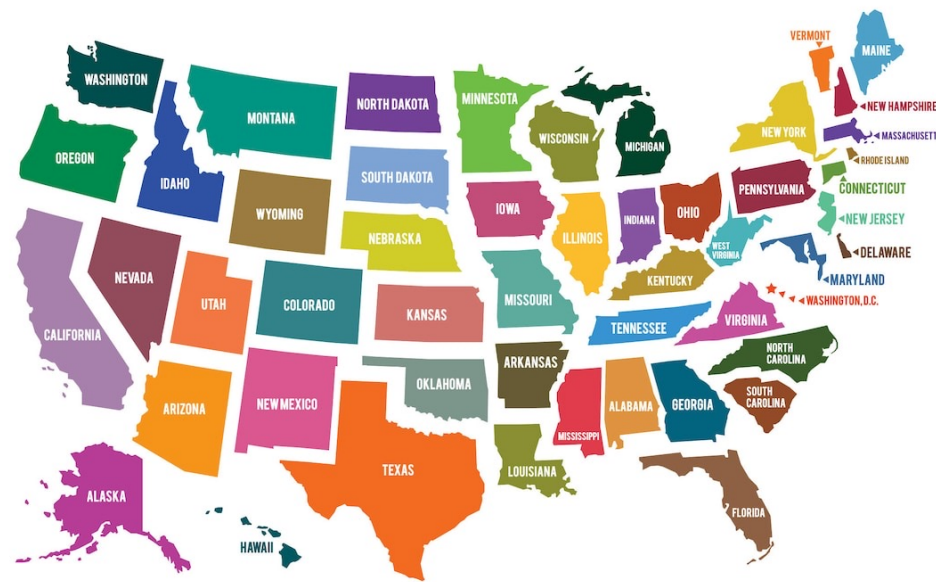 VERMONT
MAINE
WASHINGTON
MONTANA
NORTH DAKOTA
MINNESOTA
WISCONSIN
MICHIGAN
NEW YORK
NEW HAMPSHIRE
MASSACHUSETT
RHODE ISLAND
OREGON
IDAHO
SOUTH DAKOTA
WYOMING
IOWA
ILLINOIS
INDIANA
OHIO
PENNSYLVANIA
CONNECTICUT
NEW JERSEY
NEBRASKA
WEST
VIRGINIA
DELAWARE
MARYLAND
WASHINGTON, D.C.
NEVADA
UTAH
COLORADO
KANSAS
MISSOURI
KENTUCKY
CALIFORNIA
TENNESSEE
VIRGINIA
NORTH
CAROLINA
ARIZONA
NEW MEXICO
OKLAHOMA
ARKANSAS
MISSISSIPPI
ALABAMA
GEORGIA
SOUTH
CAROLINA
TEXAS
LOUISIANA
FLORIDA
ALASKA
HAWAII